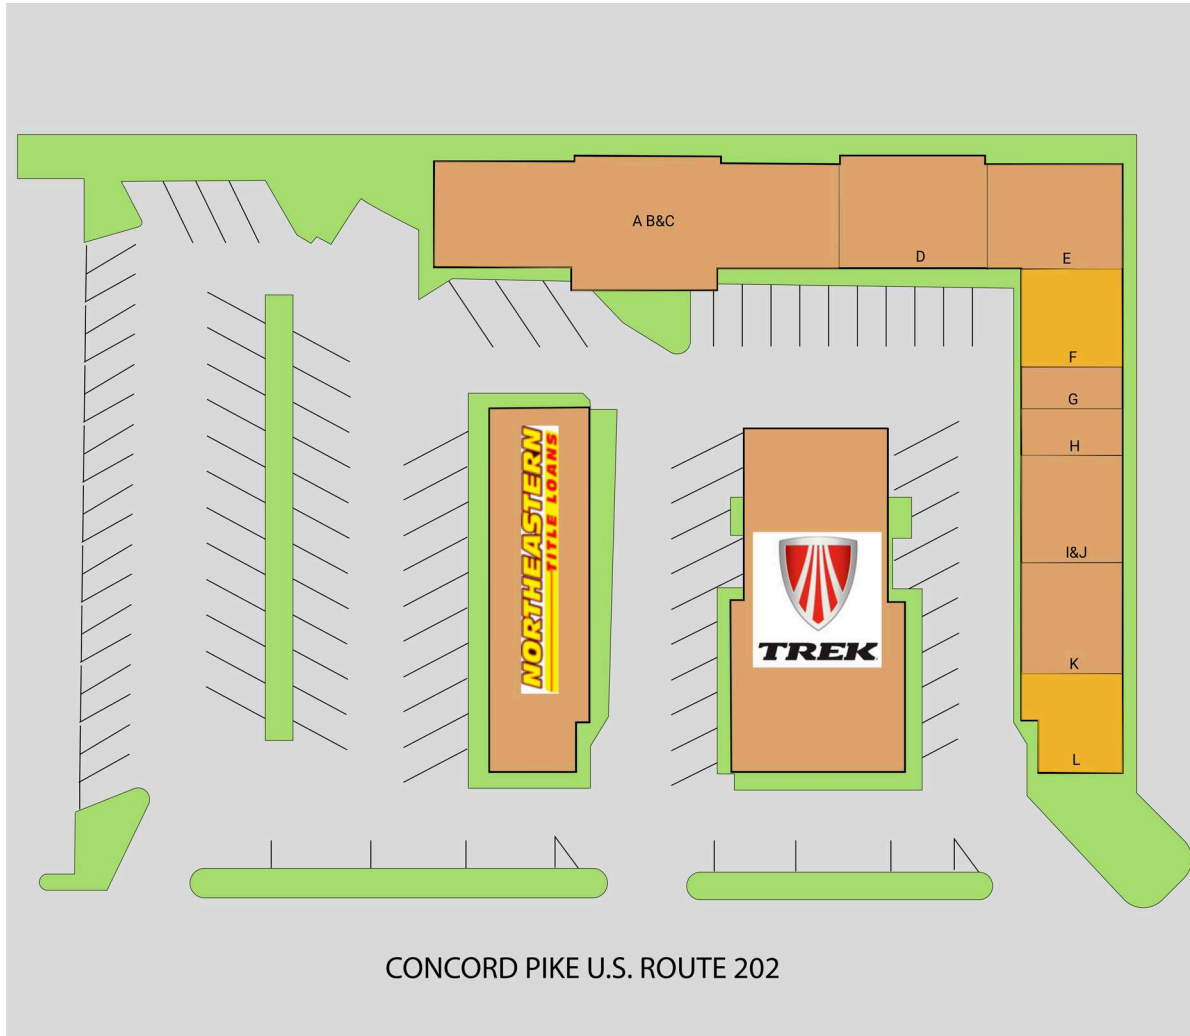 A B&C
D
E
F
G
H
I&J
K
L
NORTHEASTERN
TITLE LOANS
TREK
CONCORD PIKE U.S. ROUTE 202